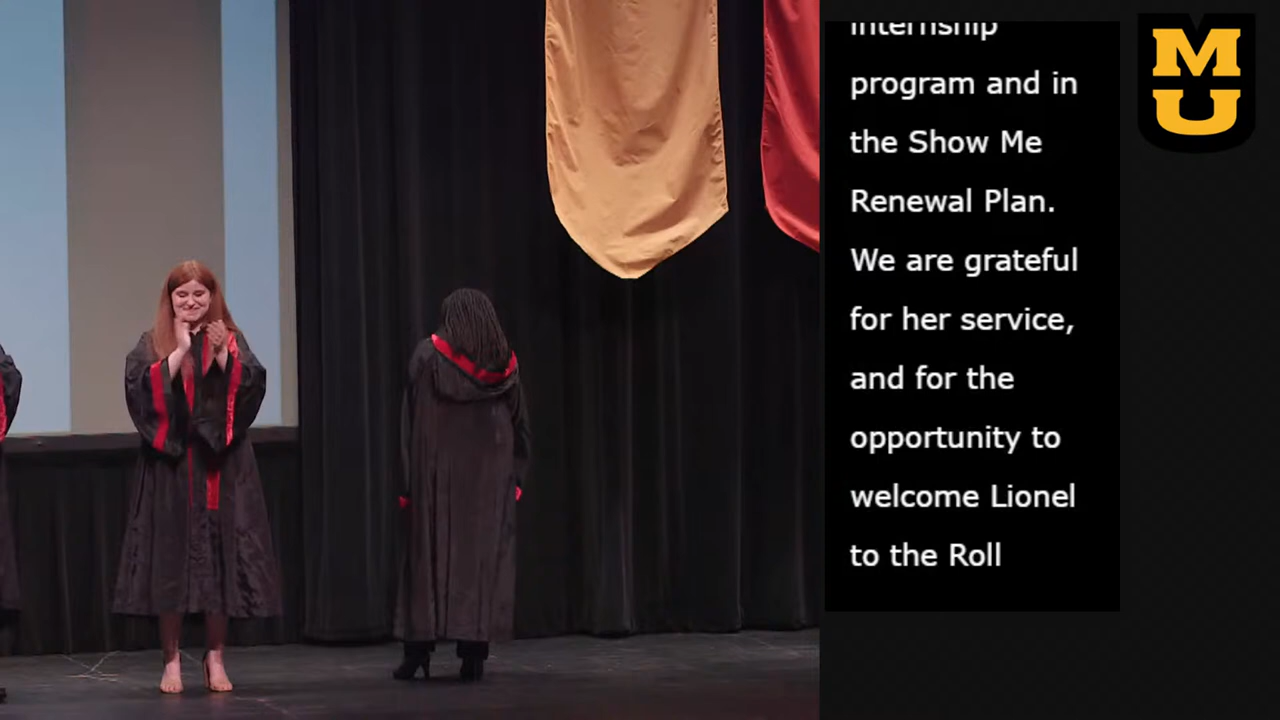 internship
program and in
the Show Me
Renewal Plan.
We are grateful
for her service,
and for the
opportunity to
welcome Lionel
to the Roll
M
U